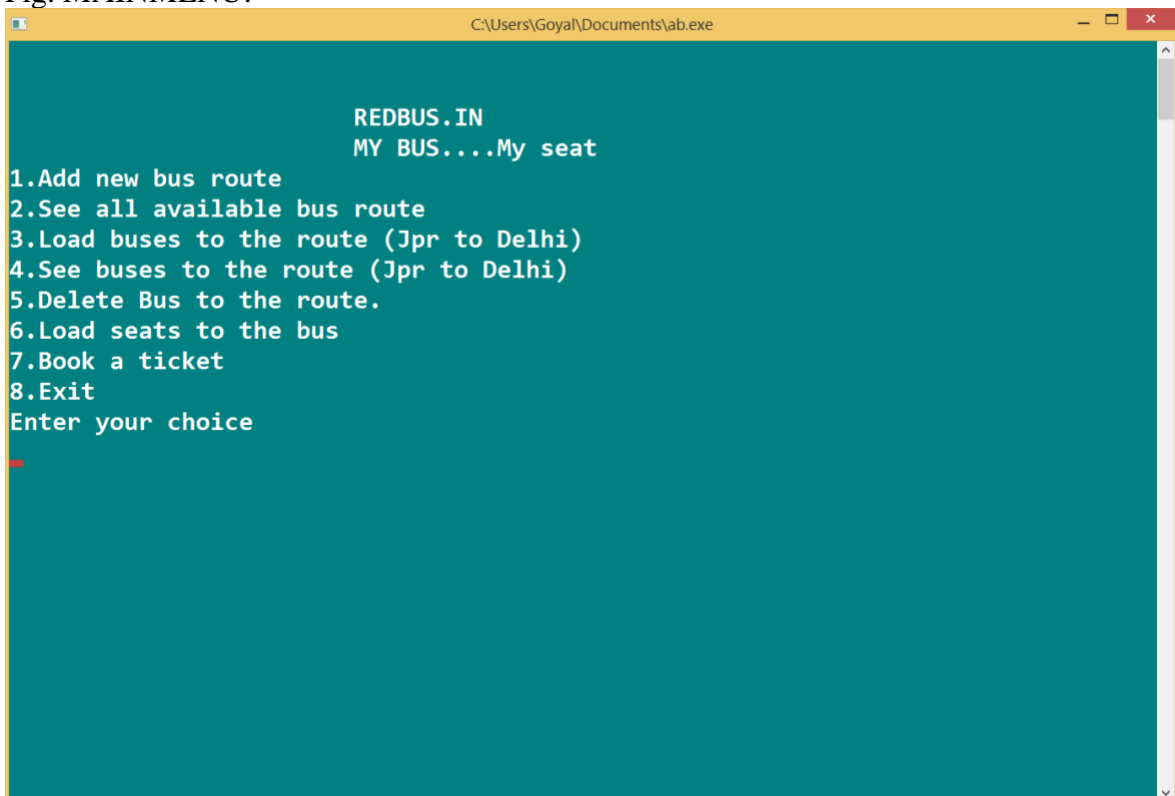 Fig. MAINMENU.
C:\Users\Goyal\Documents\ab.exe
REDBUS.IN
MY BUS....My seat
1.Add new bus route
2.See all available bus route
3.Load buses to the route (Jpr to Delhi)
4.See buses to the route (Jpr to Delhi)
5.Delete Bus to the route.
6.Load seats to the bus
7.Book a ticket
8.Exit
Enter your choice